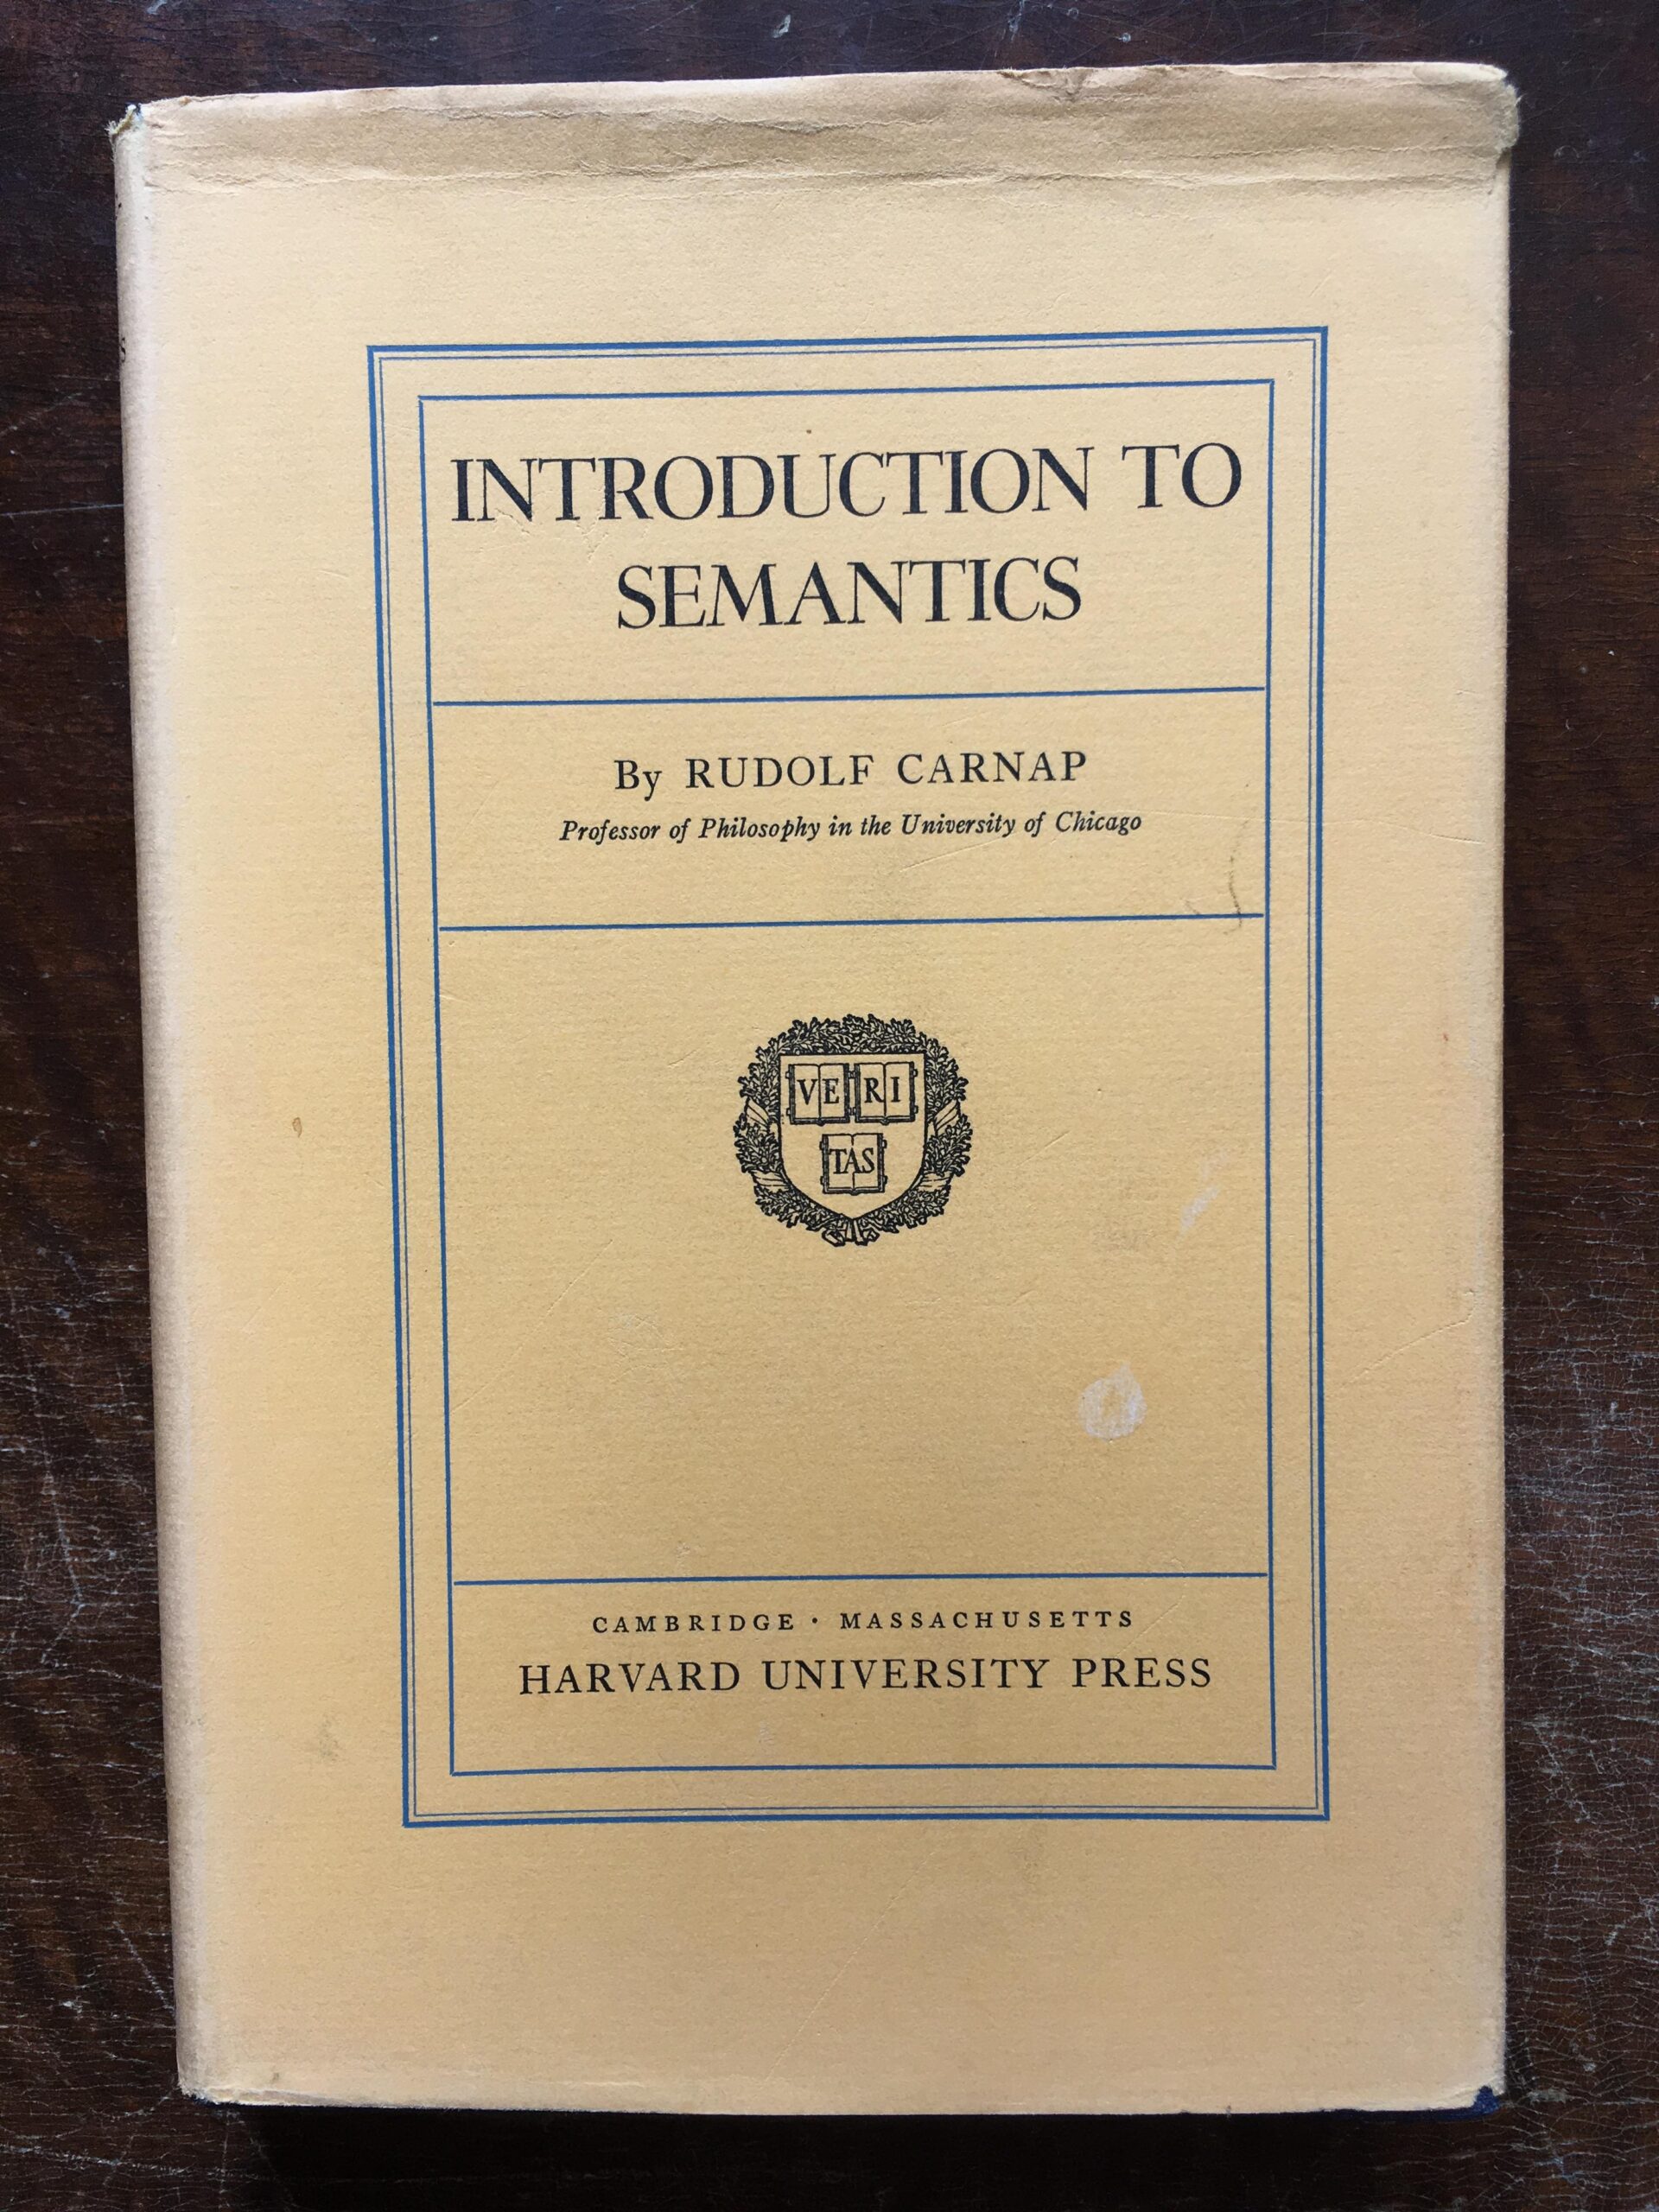 INTRODUCTION TO
SEMANTICS
By RUDOLF CARNAP
Professor of Philosophy in the University of Chicago
VE RI
TAS
CAMBRIDGE · MASSACHUSETTS
HARVARD UNIVERSITY PRESS